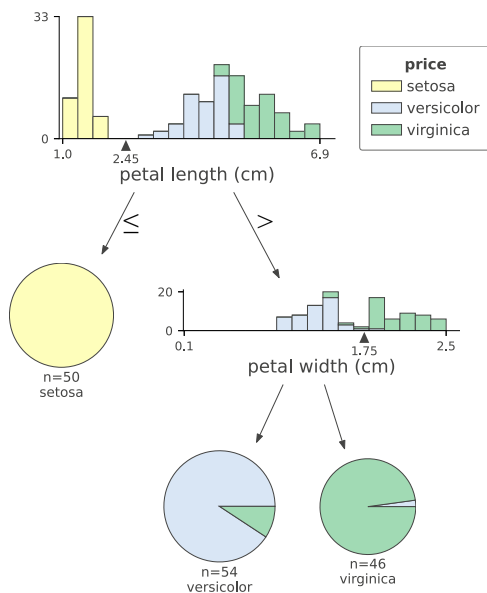 33
0
1.0
2.45
6.9
petal length (cm)
price
setosa
versicolor
virginica
≤
>
n=50
setosa
20
0
0.1
1.75
2.5
petal width (cm)
n=54
versicolor
n=46
virginica